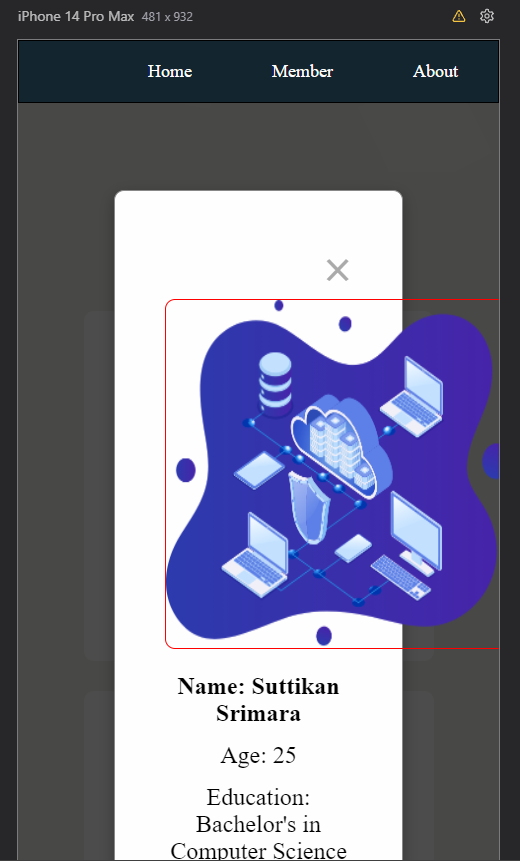 iPhone 14 Pro Max 481 x 932
Home Member About
×
Name: Suttikan
Srimara
Age: 25
Education:
Bachelor's in
Computer Science